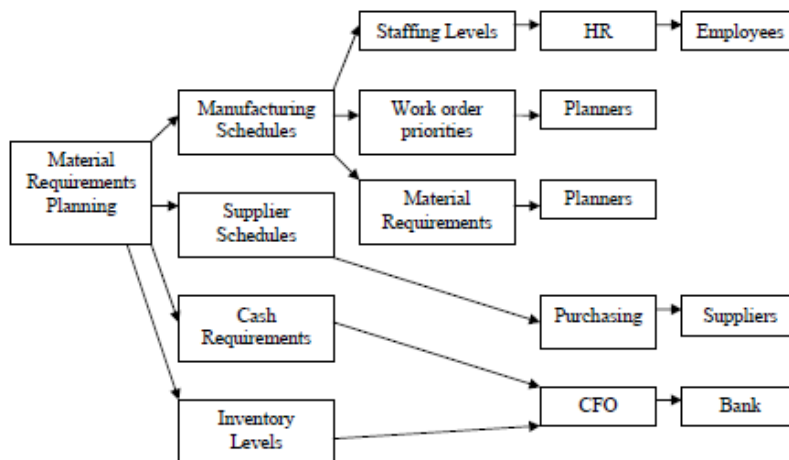 Staffing Levels
HR
Employees
Manufacturing
Schedules
Work order
priorities
Planners
Material
Requirements
Planning
Material
Requirements
Planners
Supplier
Schedules
Cash
Requirements
Purchasing
Suppliers
Inventory
Levels
CFO
Bank